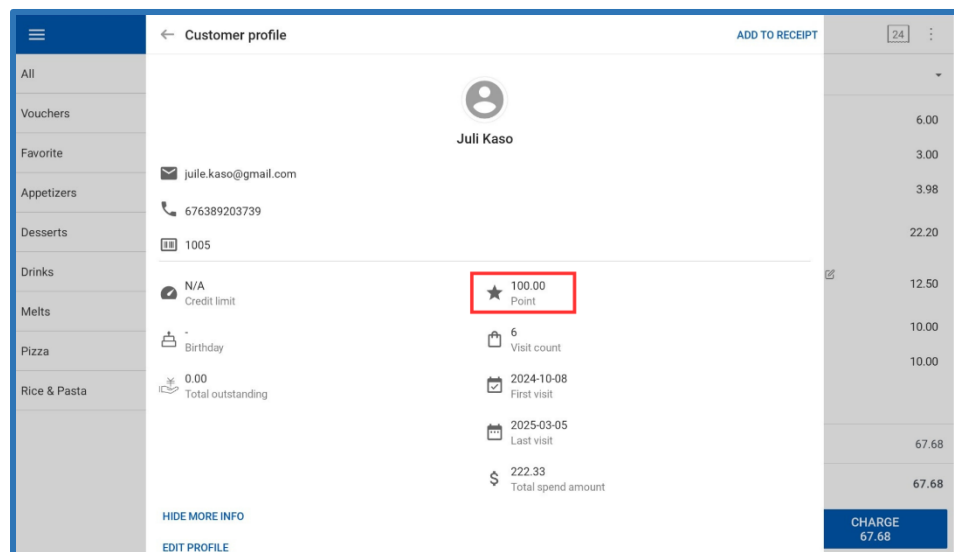 Customer profile
ADD TO RECEIPT
24
All
Vouchers
Favorite
Appetizers
Desserts
Drinks
Melts
Pizza
Rice & Pasta
Juli Kaso
juile.kaso@gmail.com
676389203739
1005
N/A
Credit limit
-
Birthday
0.00
Total outstanding
100.00
Point
6
Visit count
2024-10-08
First visit
2025-03-05
Last visit
$
222.33
Total spend amount
HIDE MORE INFO
EDIT PROFILE
6.00
3.00
3.98
22.20
12.50
10.00
10.00
67.68
67.68
CHARGE
67.68